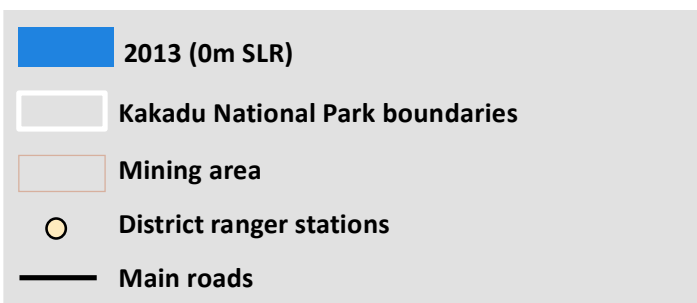 2013 (0m SLR)
Kakadu National Park boundaries
Mining area
District ranger stations
Main roads